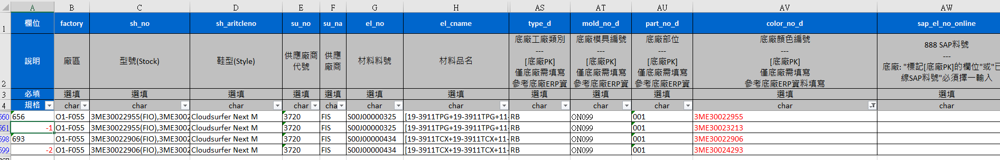 A B C D E F G H AS AT AU AV AW
1 欄位 factory sh_no sh_aritcleno su_no su_na el_no el_cname type_d mold_no_d part_no_d color_no_d sap_el_no_online
2 說明 廠區 型號(Stock) 鞋型(Style) 供應廠商
代號 供應
廠商 材料料號 材料品名 底廠工廠類別
---
[底廠PK]
僅底廠需填寫
參考底廠ERP資 底廠模具編號
---
[底廠PK]
僅底廠需填寫
參考底廠ERP資 底廠部位
---
[底廠PK]
僅底廠需填寫
參考底廠ERP資 底廠顏色編號
---
[底廠PK]
僅底廠需填寫
參考底廠ERP資料填寫 888 SAP料號
---
底廠: "標記[底廠PK]的欄位"或"已
線SAP料號"必須擇一輸入
3 必填 選填 選填 選填 選填 選填 選填 選填 選填 選填 選填 選填 選填
4 規格 char char char char cha char char char char char char char
560 656 O1-F055 3ME30022955(FIO),3ME3002 Cloudsurfer Next M 3720 FIS S00J00000325 [19-3911TPG+19-3911TPG+11- RB ON099 001 3ME30022955
561 -1 O1-F055 3ME30022955(FIO),3ME3002 Cloudsurfer Next M 3720 FIS S00J00000325 [19-3911TPG+19-3911TPG+11- RB ON099 001 3ME30023213
598 693 O1-F055 3ME30022906(FIO),3ME3002 Cloudsurfer Next M 3720 FIS S00J00000434 [19-3911TCX+19-3911TCX+11- RB ON099 001 3ME30022906
599 -2 O1-F055 3ME30022906(FIO),3ME3002 Cloudsurfer Next M 3720 FIS S00J00000434 [19-3911TCX+19-3911TCX+11- RB ON099 001 3ME30024293